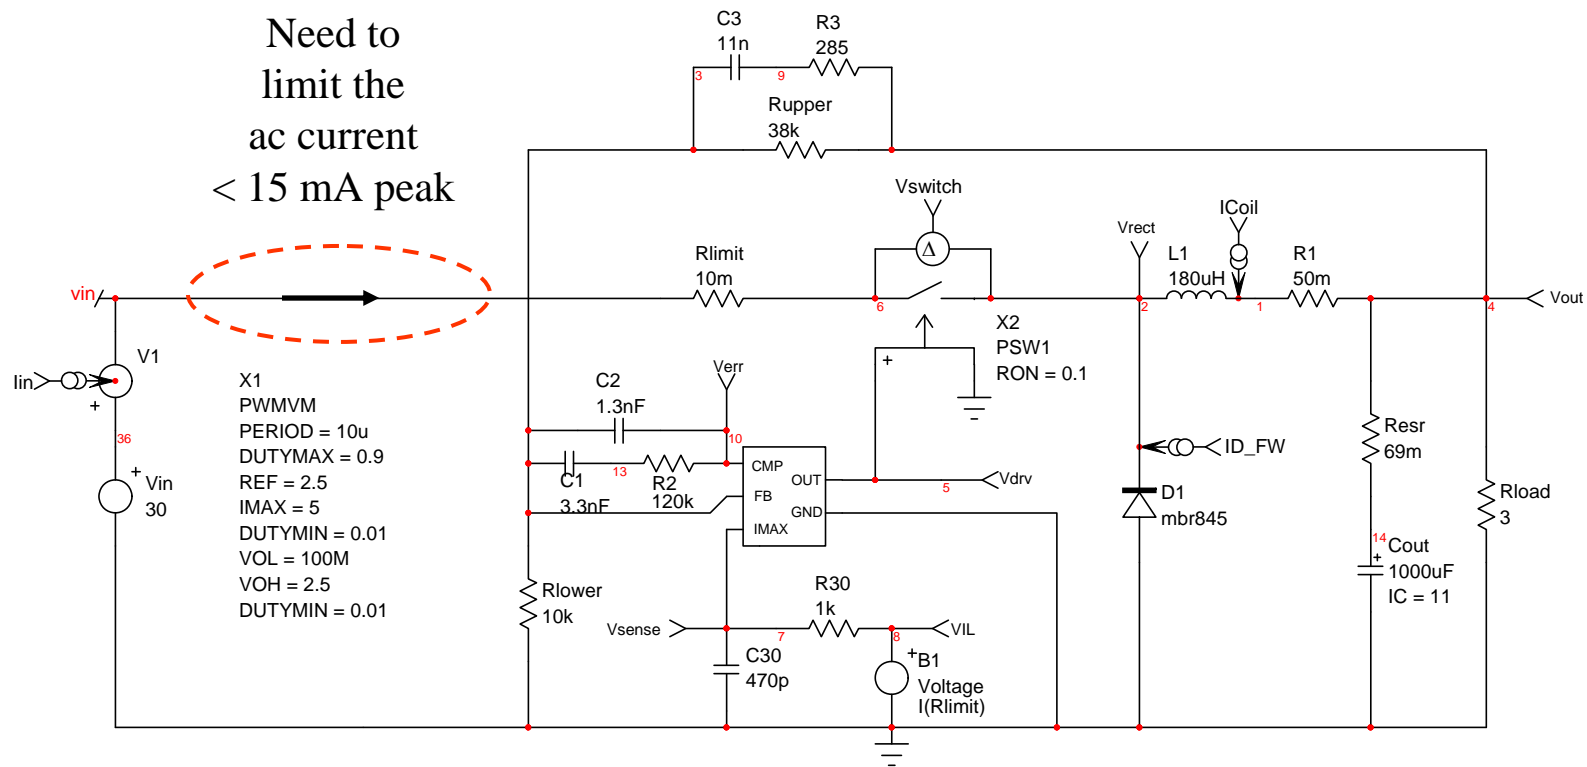 Need to
limit the
ac current
< 15 mA peak
C3
11n
R3
285
3
9
Rupper
38k
Vswitch
Δ
ICoil
Vrect
Rlimit
10m
L1
180uH
R1
50m
vin
6
2
1
4
Vout
X2
PSW1
RON = 0.1
+
V1
Iin
+
36
+
Vin
30
X1
PWMVM
PERIOD = 10u
DUTYMAX = 0.9
REF = 2.5
IMAX = 5
DUTYMIN = 0.01
VOL = 100M
VOH = 2.5
DUTYMIN = 0.01
Verr
C2
1.3nF
10
C1
3.3nF
13
R2
120k
CMP
FB
IMAX
OUT
GND
5
Vdrv
ID_FW
D1
mbr845
Resr
69m
Rload
3
14
+
Cout
1000uF
IC = 11
Rlower
10k
Vsense
7
R30
1k
8
VIL
C30
470p
+
B1
Voltage
I(Rlimit)